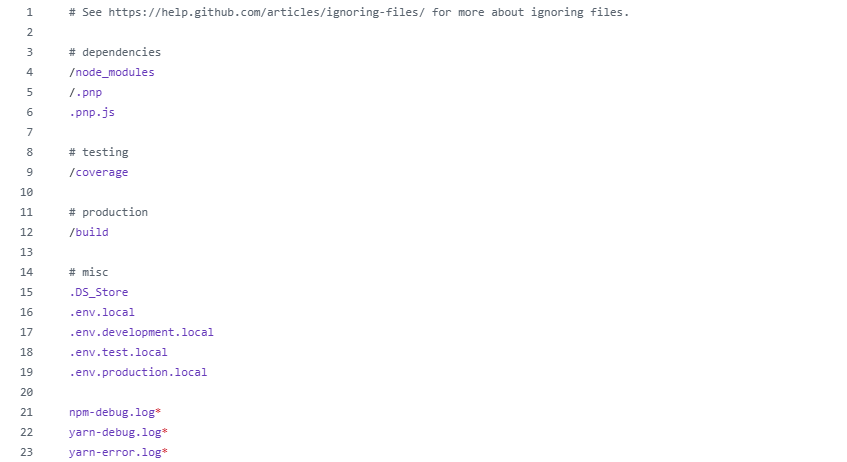 1 # See https://help.github.com/articles/ignoring-files/ for more about ignoring files.
2
3 # dependencies
4 /node_modules
5 /.pnp
6 .pnp.js
7
8 # testing
9 /coverage
10
11 # production
12 /build
13
14 # misc
15 .DS_Store
16 .env.local
17 .env.development.local
18 .env.test.local
19 .env.production.local
20
21 npm-debug.log*
22 yarn-debug.log*
23 yarn-error.log*